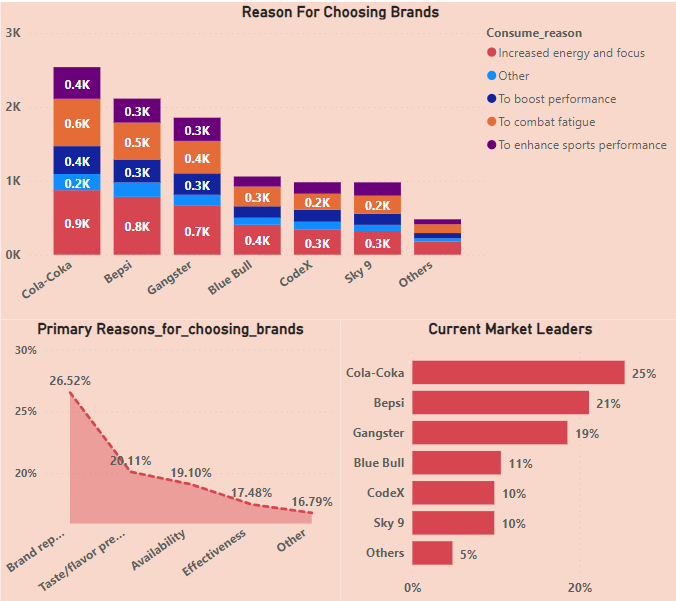 Reason For Choosing Brands
3K
2K
1K
0K
0.4K
0.6K
0.4K
0.2K
0.9K
0.3K
0.5K
0.3K
0.8K
0.3K
0.4K
0.3K
0.7K
0.3K
0.4K
0.2K
0.3K
0.2K
0.3K
Cola-Coka
Bepsi
Gangster
Blue Bull
CodeX
Sky 9
Others
Consume_reason
Increased energy and focus
Other
To boost performance
To combat fatigue
To enhance sports performance
Primary Reasons_for_choosing_brands
30%
25%
20%
26.52%
20.11%
19.10%
17.48%
16.79%
Brand rep...
Taste/flavor pre...
Availability
Effectiveness
Other
Current Market Leaders
Cola-Coka 25%
Bepsi 21%
Gangster 19%
Blue Bull 11%
CodeX 10%
Sky 9 10%
Others 5%
0% 20%